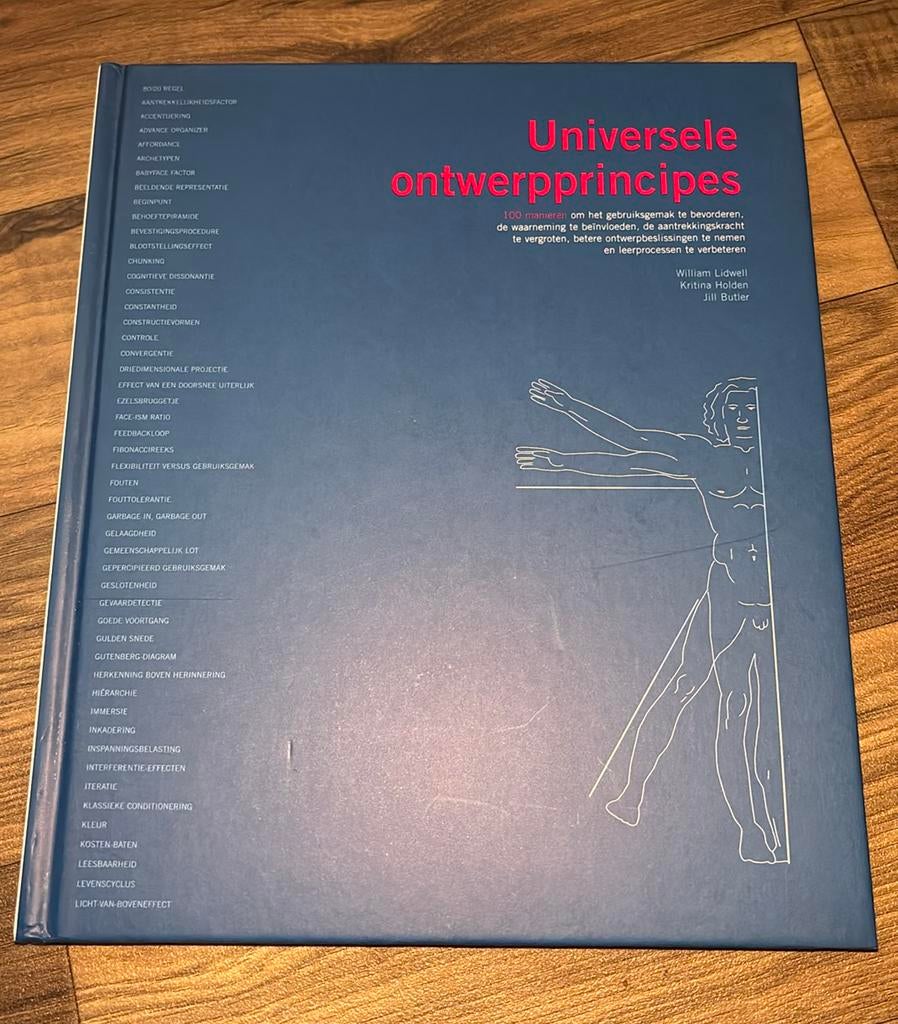 Universele
ontwerpprincipes
100 manieren om het gebruiksgemak te bevorderen,
de waarneming te beïnvloeden, de aantrekkingskracht
te vergroten, betere ontwerpbeslissingen te nemen
en leerprocessen te verbeteren
William Lidwell
Kritina Holden
Jill Butler
80/20 REGEL
AANTREKKELIJKHEIDSFACTOR
ACCENTUERING
ADVANCE ORGANIZER
AFFORDANCE
ARCHETYPEN
BABYFACE FACTOR
BEELDENDE REPRESENTATIE
BEGINPUNT
BEHOEFTEPIRAMIDE
BEVESTIGINGSPROCEDURE
BLOOTSTELLINGSEFFECT
CHUNKING
COGNITIEVE DISSONANTIE
CONSISTENTIE
CONSTANTHEID
CONSTRUCTIEVORMEN
CONTROLE
CONVERGENTIE
DRIEDIMENSIONALE PROJECTIE
EFFECT VAN EEN DOORSNEE UITERLIJK
EZELSBRUGGETJE
FACE-ISM RATIO
FEEDBACKLOOP
FIBONACCIREEKS
FLEXIBILITEIT VERSUS GEBRUIKSGEMAK
FOUTEN
FOUTTOLERANTIE
GARBAGE IN, GARBAGE OUT
GELAAGDHEID
GEMEENSCHAPPELIJK LOT
GEPERCIPIEERD GEBRUIKSGEMAK
GESLOTENHEID
GEVAARDETECTIE
GOEDE VOORTGANG
GULDEN SNEDE
GUTENBERG-DIAGRAM
HERKENNING BOVEN HERINNERING
HIËRARCHIE
IMMERSIE
INKADERING
INSPANNINGSBELASTING
INTERFERENTIE-EFFECTEN
ITERATIE
KLASSIEKE CONDITIONERING
KLEUR
KOSTEN-BATEN
LEESBAARHEID
LEVENSCYCLUS
LICHT-VAN-BOVENEFFECT